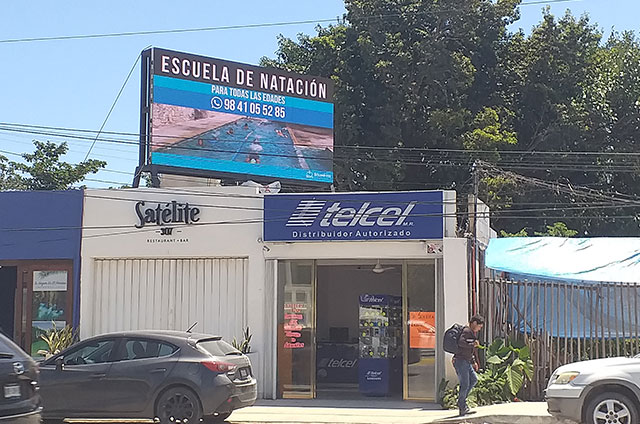 ESCUELA DE NATACIÓN
PARA TODAS LAS EDADES
98 41 05 52 85
Satélite
307
RESTAURANT • BAR
telcel
Distribuidor Autorizado
telcel